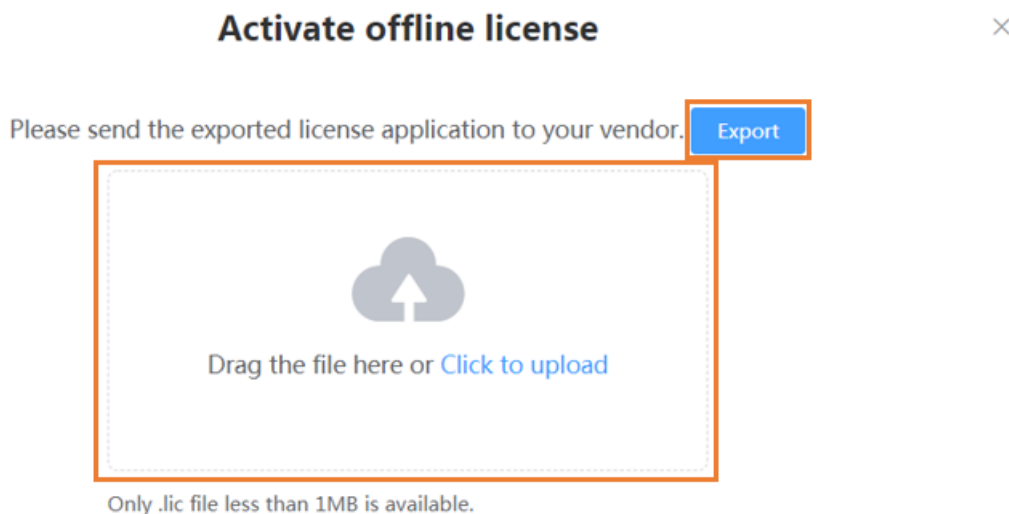 Activate offline license
Please send the exported license application to your vendor. Export
Drag the file here or Click to upload
Only .lic file less than 1MB is available.